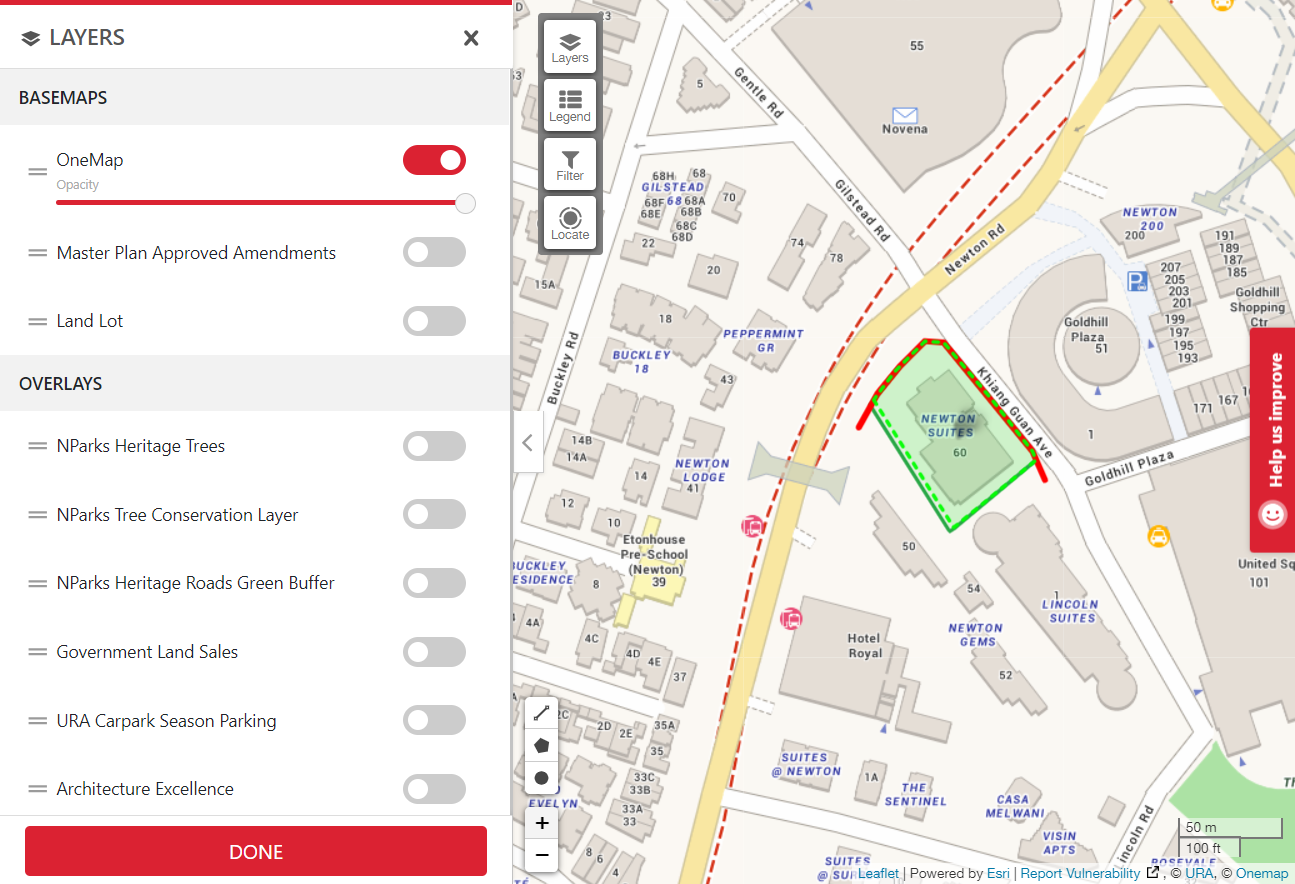 LAYERS
BASEMAPS
OneMap
Opacity
Master Plan Approved Amendments
Land Lot
OVERLAYS
NParks Heritage Trees
NParks Tree Conservation Layer
NParks Heritage Roads Green Buffer
Government Land Sales
URA Carpark Season Parking
Architecture Excellence
DONE
Layers
Legend
Filter
Locate
55
5
Gentle Rd
Novena
68H
68
GILSTEAD
68
68F
68A
68E
68B
68C
68D
70
22
20
74
78
Gilstead Rd
Newton Rd
NEWTON
200
200
191
189
187
185
207
205
203
201
199
197
195
193
Goldhill
Shopping
Ctr
Goldhill
Plaza
51
15A
18
BUCKLEY
18
PEPPERMINT
GR
Buckley Rd
43
Khiang Guan Ave
NEWTON
SUITES
60
171
167
1
Goldhill Plaza
Help us improve
14B
14A
14
NEWTON
LODGE
41
12
10
Etonhouse
Pre-School
(Newton)
39
8
4A
4C
4D
4E
37
50
54
1
LINCOLN
SUITES
NEWTON
GEMS
52
United Sq
101
Hotel
Royal
2D
2E
35A
35
33C
33B
33A
33
EVELYN
8
6
4
SUITES
@ NEWTON
1A
THE
SENTINEL
CASA
MELWANI
VISIN
APTS
Lincoln Rd
SUITES
+
−
50 m
100 ft
Leaflet | Powered by Esri | Report Vulnerability , © URA, © Onemap